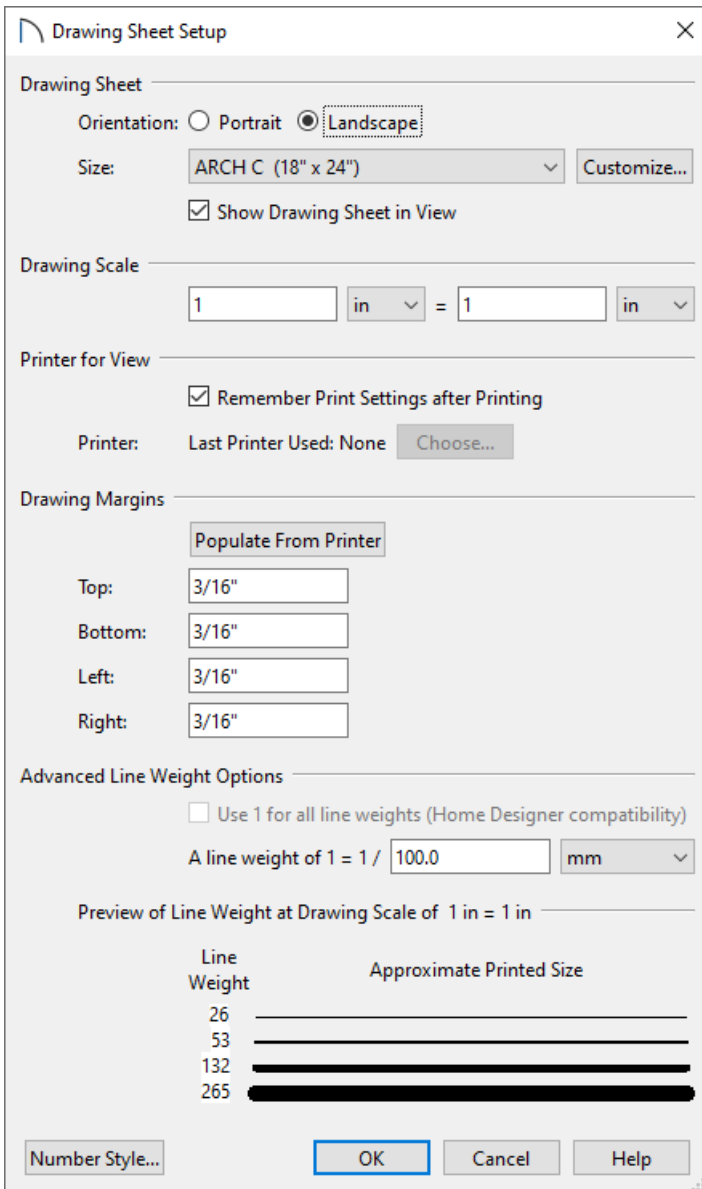 Drawing Sheet Setup
Drawing Sheet
Orientation: Portrait Landscape
Size: ARCH C (18" x 24") Customize...
Show Drawing Sheet in View
Drawing Scale
1 in = 1 in
Printer for View
Remember Print Settings after Printing
Printer: Last Printer Used: None Choose...
Drawing Margins
Populate From Printer
Top: 3/16"
Bottom: 3/16"
Left: 3/16"
Right: 3/16"
Advanced Line Weight Options
Use 1 for all line weights (Home Designer compatibility)
A line weight of 1 = 1 / 100.0 mm
Preview of Line Weight at Drawing Scale of 1 in = 1 in
Line
Weight Approximate Printed Size
26
53
132
265
Number Style... OK Cancel Help